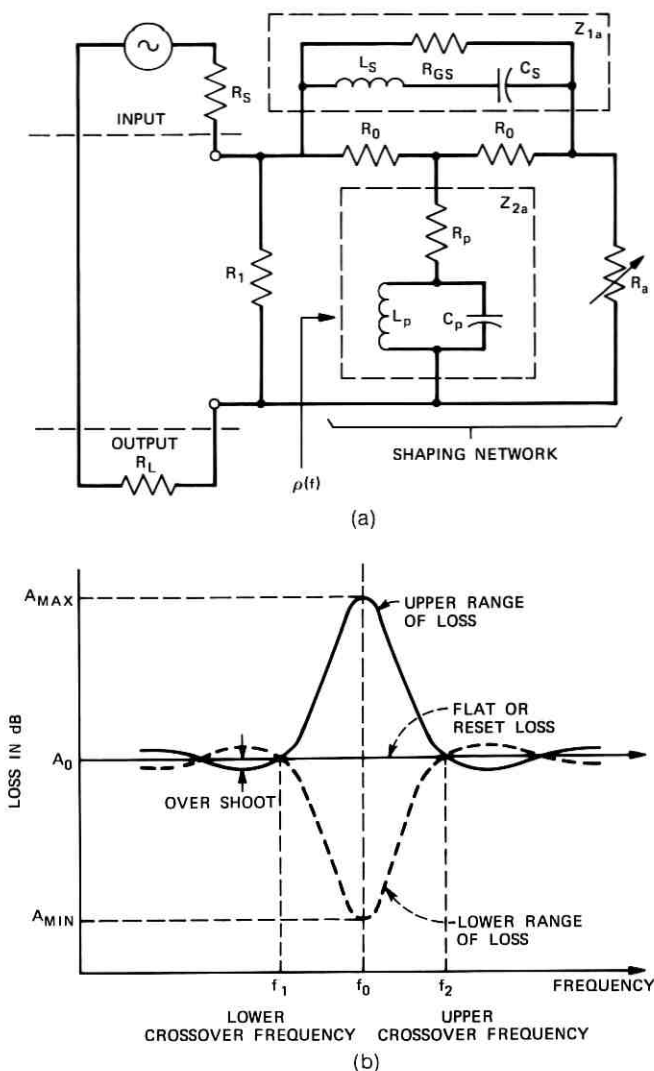 Z1a
RS
LS
RGS
CS
INPUT
R0
R0
Z2a
Rp
R1
Lp
Cp
Ra
OUTPUT
RL
SHAPING NETWORK
ρ(f)
(a)
AMAX
UPPER RANGE
OF LOSS
FLAT OR
RESET LOSS
LOSS IN dB
A0
OVER SHOOT
AMIN
LOWER RANGE
OF LOSS
f1
f0
f2
FREQUENCY
LOWER
CROSSOVER FREQUENCY
UPPER
CROSSOVER FREQUENCY
(b)